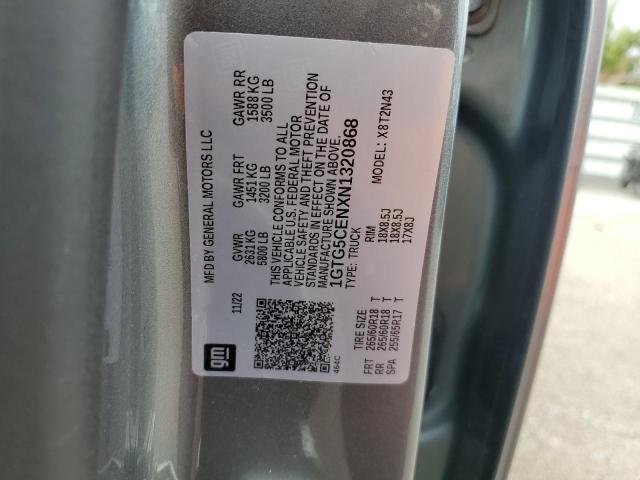 MFD BY GENERAL MOTORS LLC
11/22 GVWR GAWR FRT GAWR RR
2631 KG 1451 KG 1588 KG
5800 LB 3200 LB 3500 LB
THIS VEHICLE CONFORMS TO ALL
APPLICABLE U.S. FEDERAL MOTOR
VEHICLE SAFETY AND THEFT PREVENTION
STANDARDS IN EFFECT ON THE DATE OF
MANUFACTURE SHOWN ABOVE.
1GTG5CENXN1320868
TYPE: TRUCK MODEL: X8T2N43
gm
464C
TIRE SIZE RIM
FRT 265/60R18 T 18X8.5J
RR 265/60R18 T 18X8.5J
SPA 255/65R17 T 17X8J